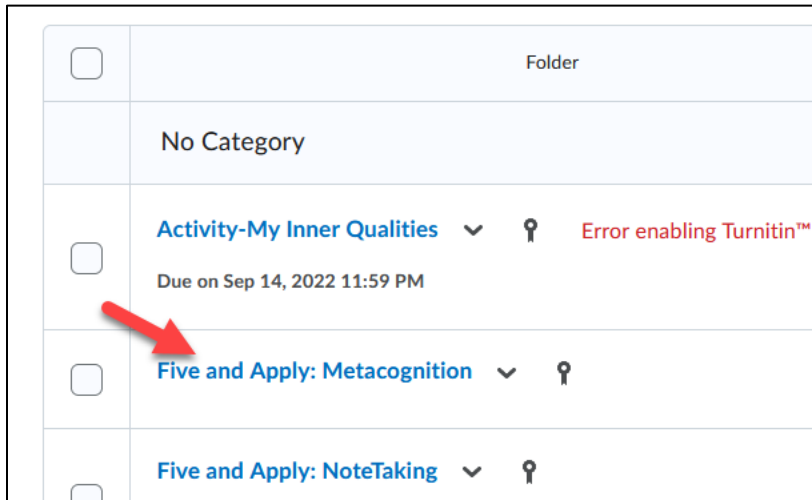 Folder
No Category
Activity-My Inner Qualities Error enabling Turnitin™
Due on Sep 14, 2022 11:59 PM
Five and Apply: Metacognition
Five and Apply: NoteTaking